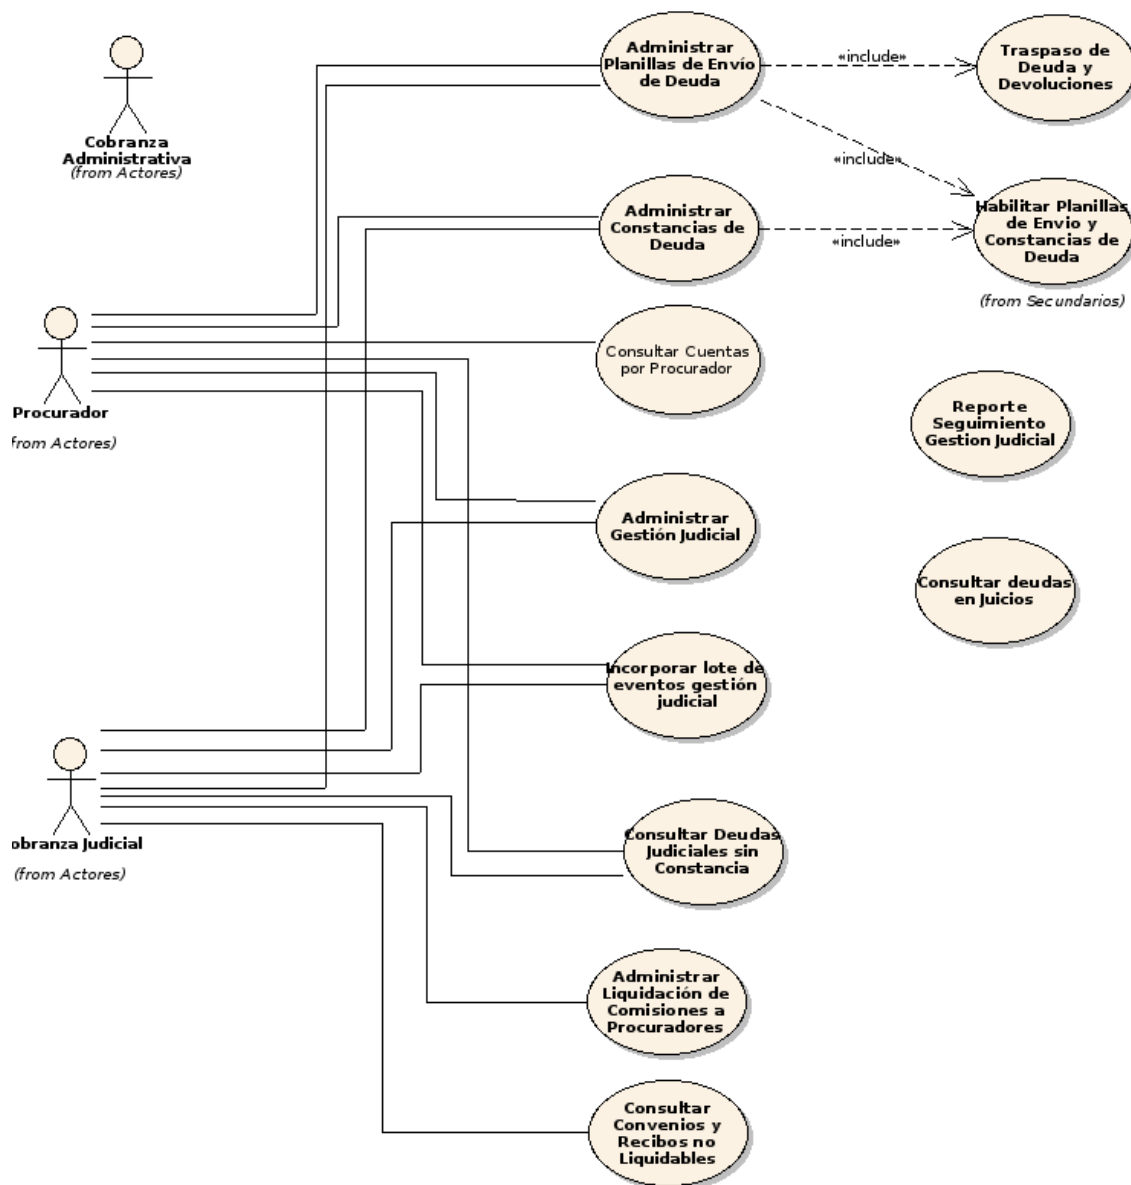 Administrar
Planillas de Envío
de Deuda
«include»
Traspaso de
Deuda y
Devoluciones
Cobranza
Administrativa
(from Actores)
«include»
Administrar
Constancias de
Deuda
«include»
Habilitar Planillas
de Envio y
Constancias de
Deuda
(from Secundarios)
Procurador
from Actores)
Consultar Cuentas
por Procurador
Reporte
Seguimiento
Gestion Judicial
Administrar
Gestión Judicial
Consultar deudas
en Juicios
Incorporar lote de
eventos gestión
judicial
obranza Judicial
(from Actores)
Consultar Deudas
Judiciales sin
Constancia
Administrar
Liquidación de
Comisiones a
Procuradores
Consultar
Convenios y
Recibos no
Liquidables